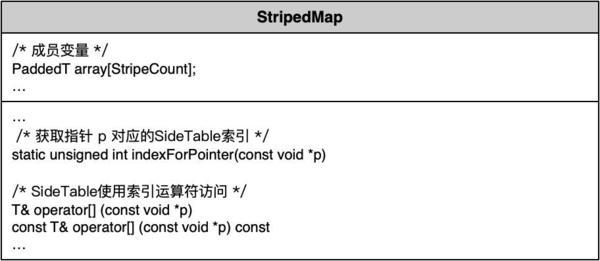 StripedMap
/* 成员变量 */
PaddedT array[StripeCount];
…
…
/* 获取指针 p 对应的SideTable索引 */
static unsigned int indexForPointer(const void *p)
/* SideTable使用索引运算符访问 */
T& operator[] (const void *p)
const T& operator[] (const void *p) const
…